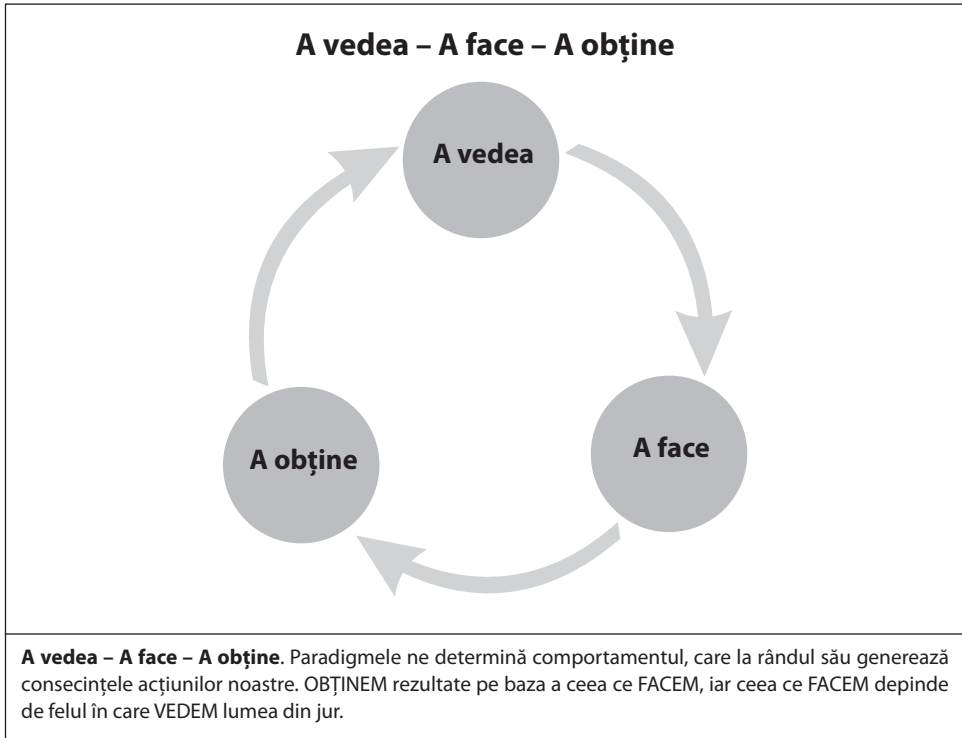 A vedea – A face – A obține
A vedea
A face
A obține
A vedea – A face – A obține. Paradigmele ne determină comportamentul, care la rândul său generează
consecințele acțiunilor noastre. OBȚINEM rezultate pe baza a ceea ce FACEM, iar ceea ce FACEM depinde
de felul în care VEDEM lumea din jur.